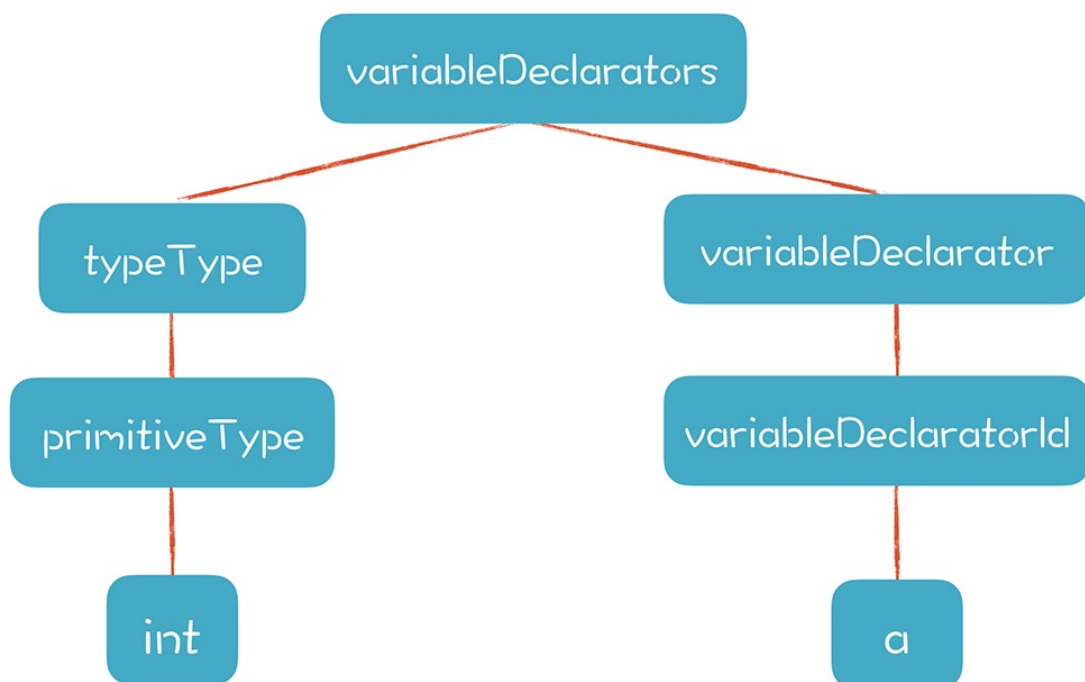 variableDeclarators
typeType
variableDeclarator
primitiveType
variableDeclaratorId
int
a